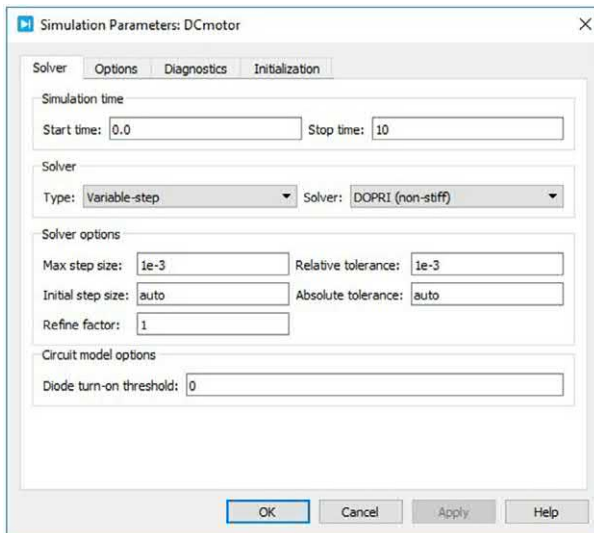 Simulation Parameters: DCmotor
Solver Options Diagnostics Initialization
Simulation time
Start time: 0.0 Stop time: 10
Solver
Type: Variable-step Solver: DOPRI (non-stiff)
Solver options
Max step size: 1e-3 Relative tolerance: 1e-3
Initial step size: auto Absolute tolerance: auto
Refine factor: 1
Circuit model options
Diode turn-on threshold: 0
OK Cancel Apply Help